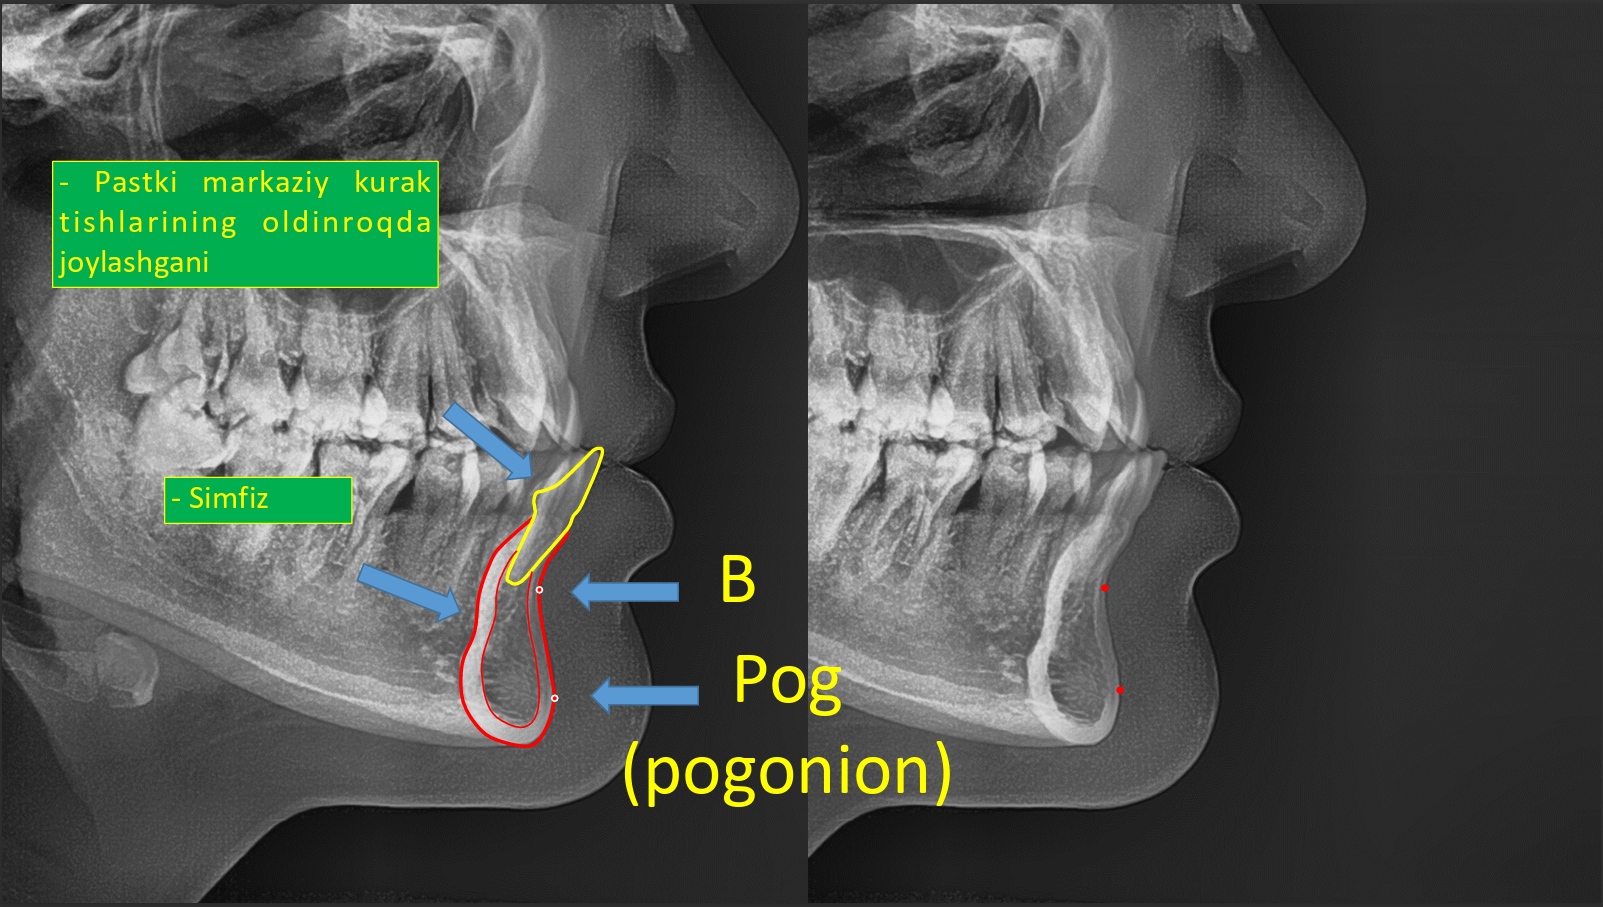 - Pastki markaziy kurak
tishlarining oldinroqda
joylashgani
- Simfiz
B
Pog
(pogonion)